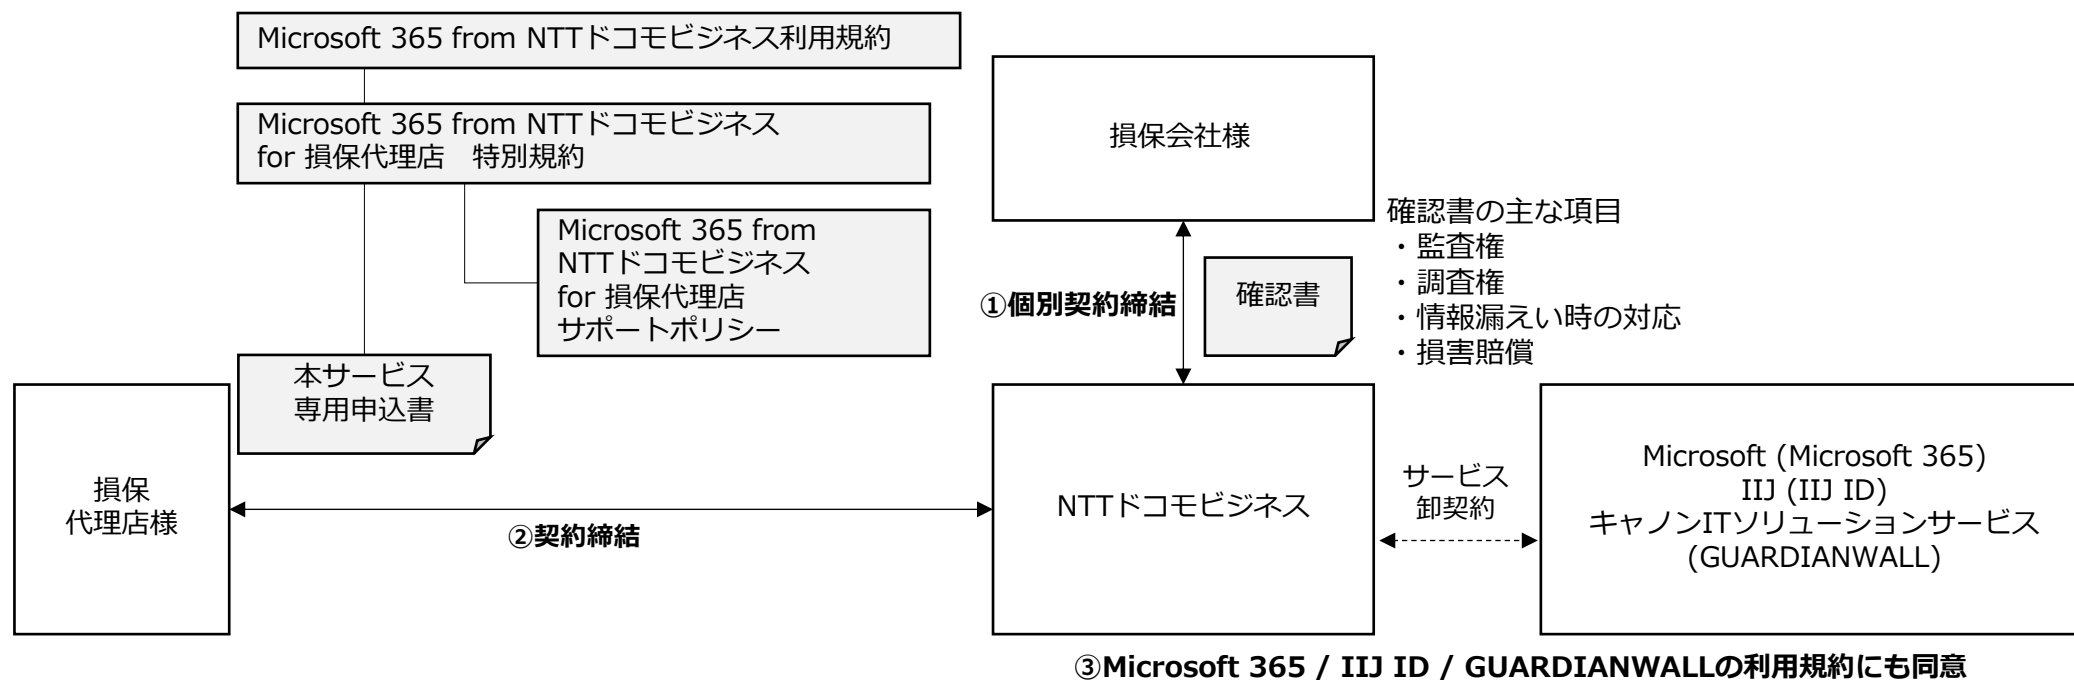 Microsoft 365 from NTTドコモビジネス利用規約
Microsoft 365 from NTTドコモビジネス
for 損保代理店　特別規約
Microsoft 365 from
NTTドコモビジネス
for 損保代理店
サポートポリシー
本サービス
専用申込書
損保
代理店様
②契約締結
損保会社様
①個別契約締結
確認書
確認書の主な項目
・監査権
・調査権
・情報漏えい時の対応
・損害賠償
NTTドコモビジネス
サービス
卸契約
Microsoft (Microsoft 365)
IIJ (IIJ ID)
キャノンITソリューションサービス
(GUARDIANWALL)
③Microsoft 365 / IIJ ID / GUARDIANWALLの利用規約にも同意